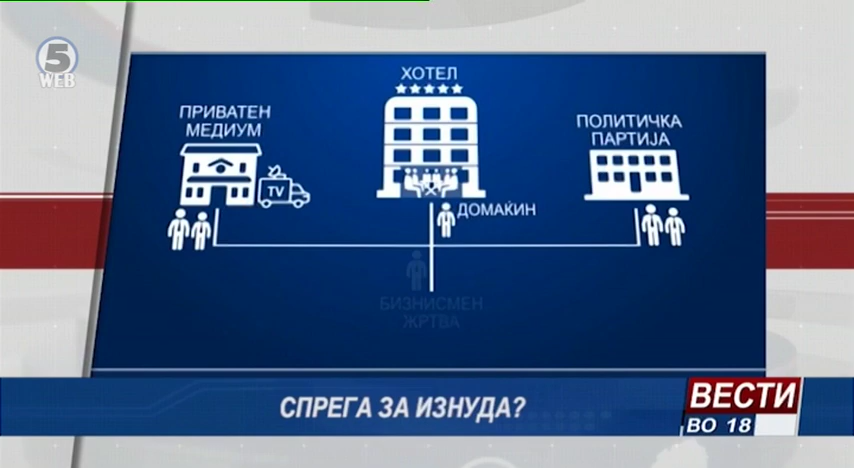 5
WEB
ХОТЕЛ
ПРИВАТЕН
МЕДИУМ
ПОЛИТИЧКА
ПАРТИЈА
TV
ДОМАЌИН
БИЗНИСМЕН
ЖРТВА
СПРЕГА ЗА ИЗНУДА?
ВЕСТИ
ВО 18